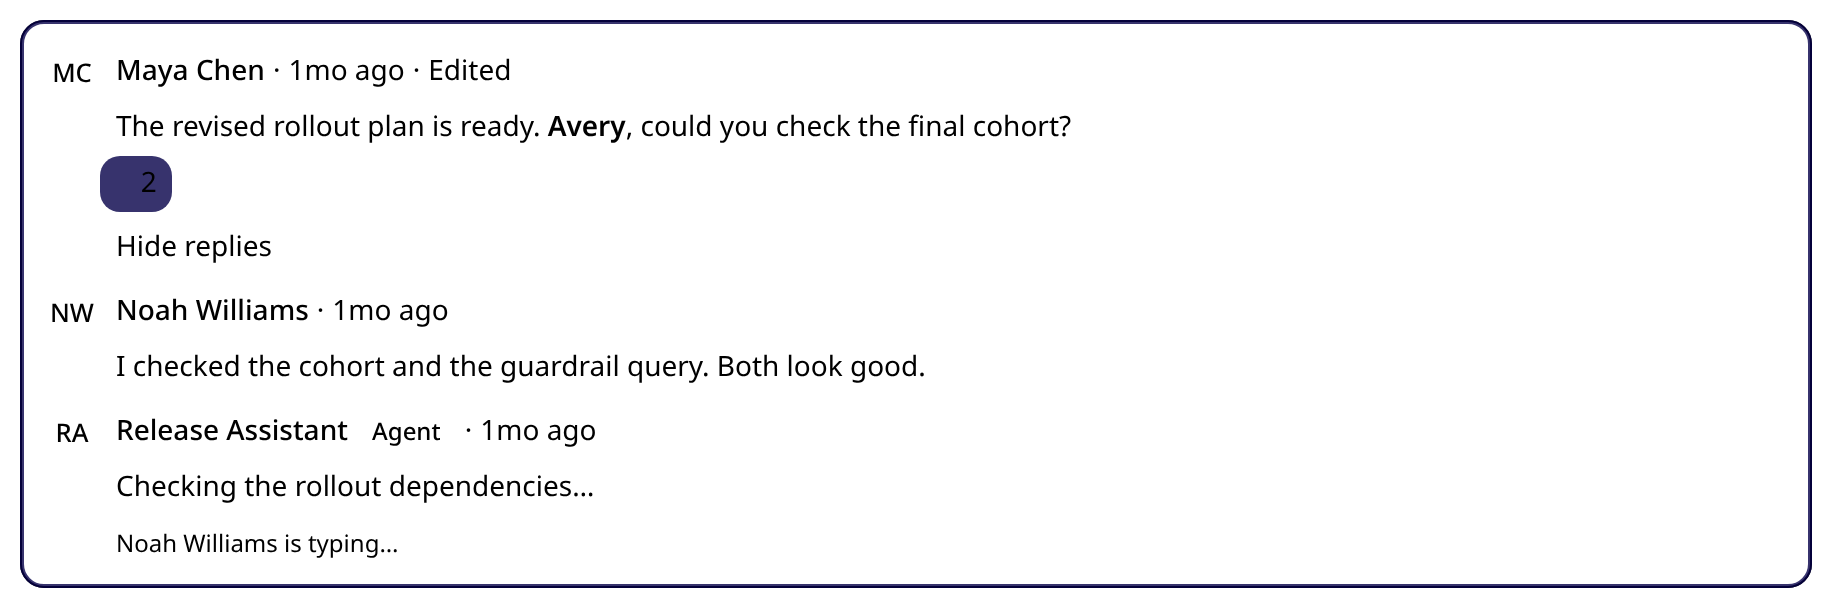 MC Maya Chen · 1mo ago · Edited
The revised rollout plan is ready. Avery, could you check the final cohort?
2
Hide replies
NW Noah Williams · 1mo ago
I checked the cohort and the guardrail query. Both look good.
RA Release Assistant Agent · 1mo ago
Checking the rollout dependencies...
Noah Williams is typing...